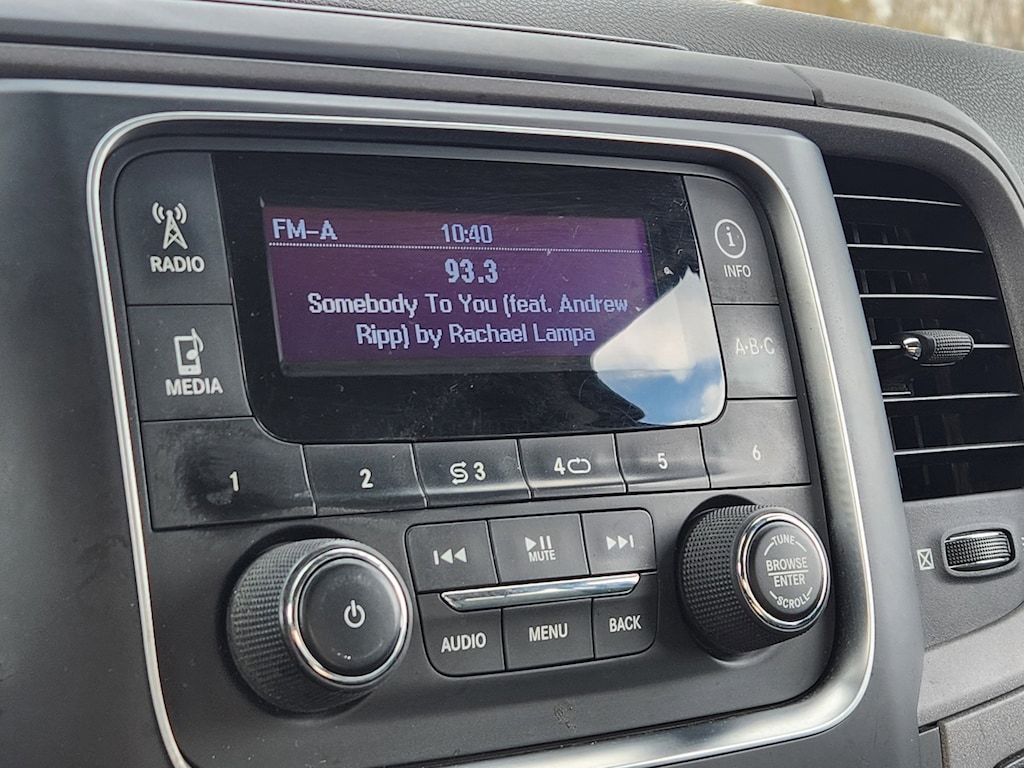 FM-A 10:40
93.3
Somebody To You (feat. Andrew
Ripp) by Rachael Lampa
RADIO
MEDIA
INFO
A·B·C
1 2 3 4 5 6
MUTE
AUDIO MENU BACK
TUNE
BROWSE
ENTER
SCROLL